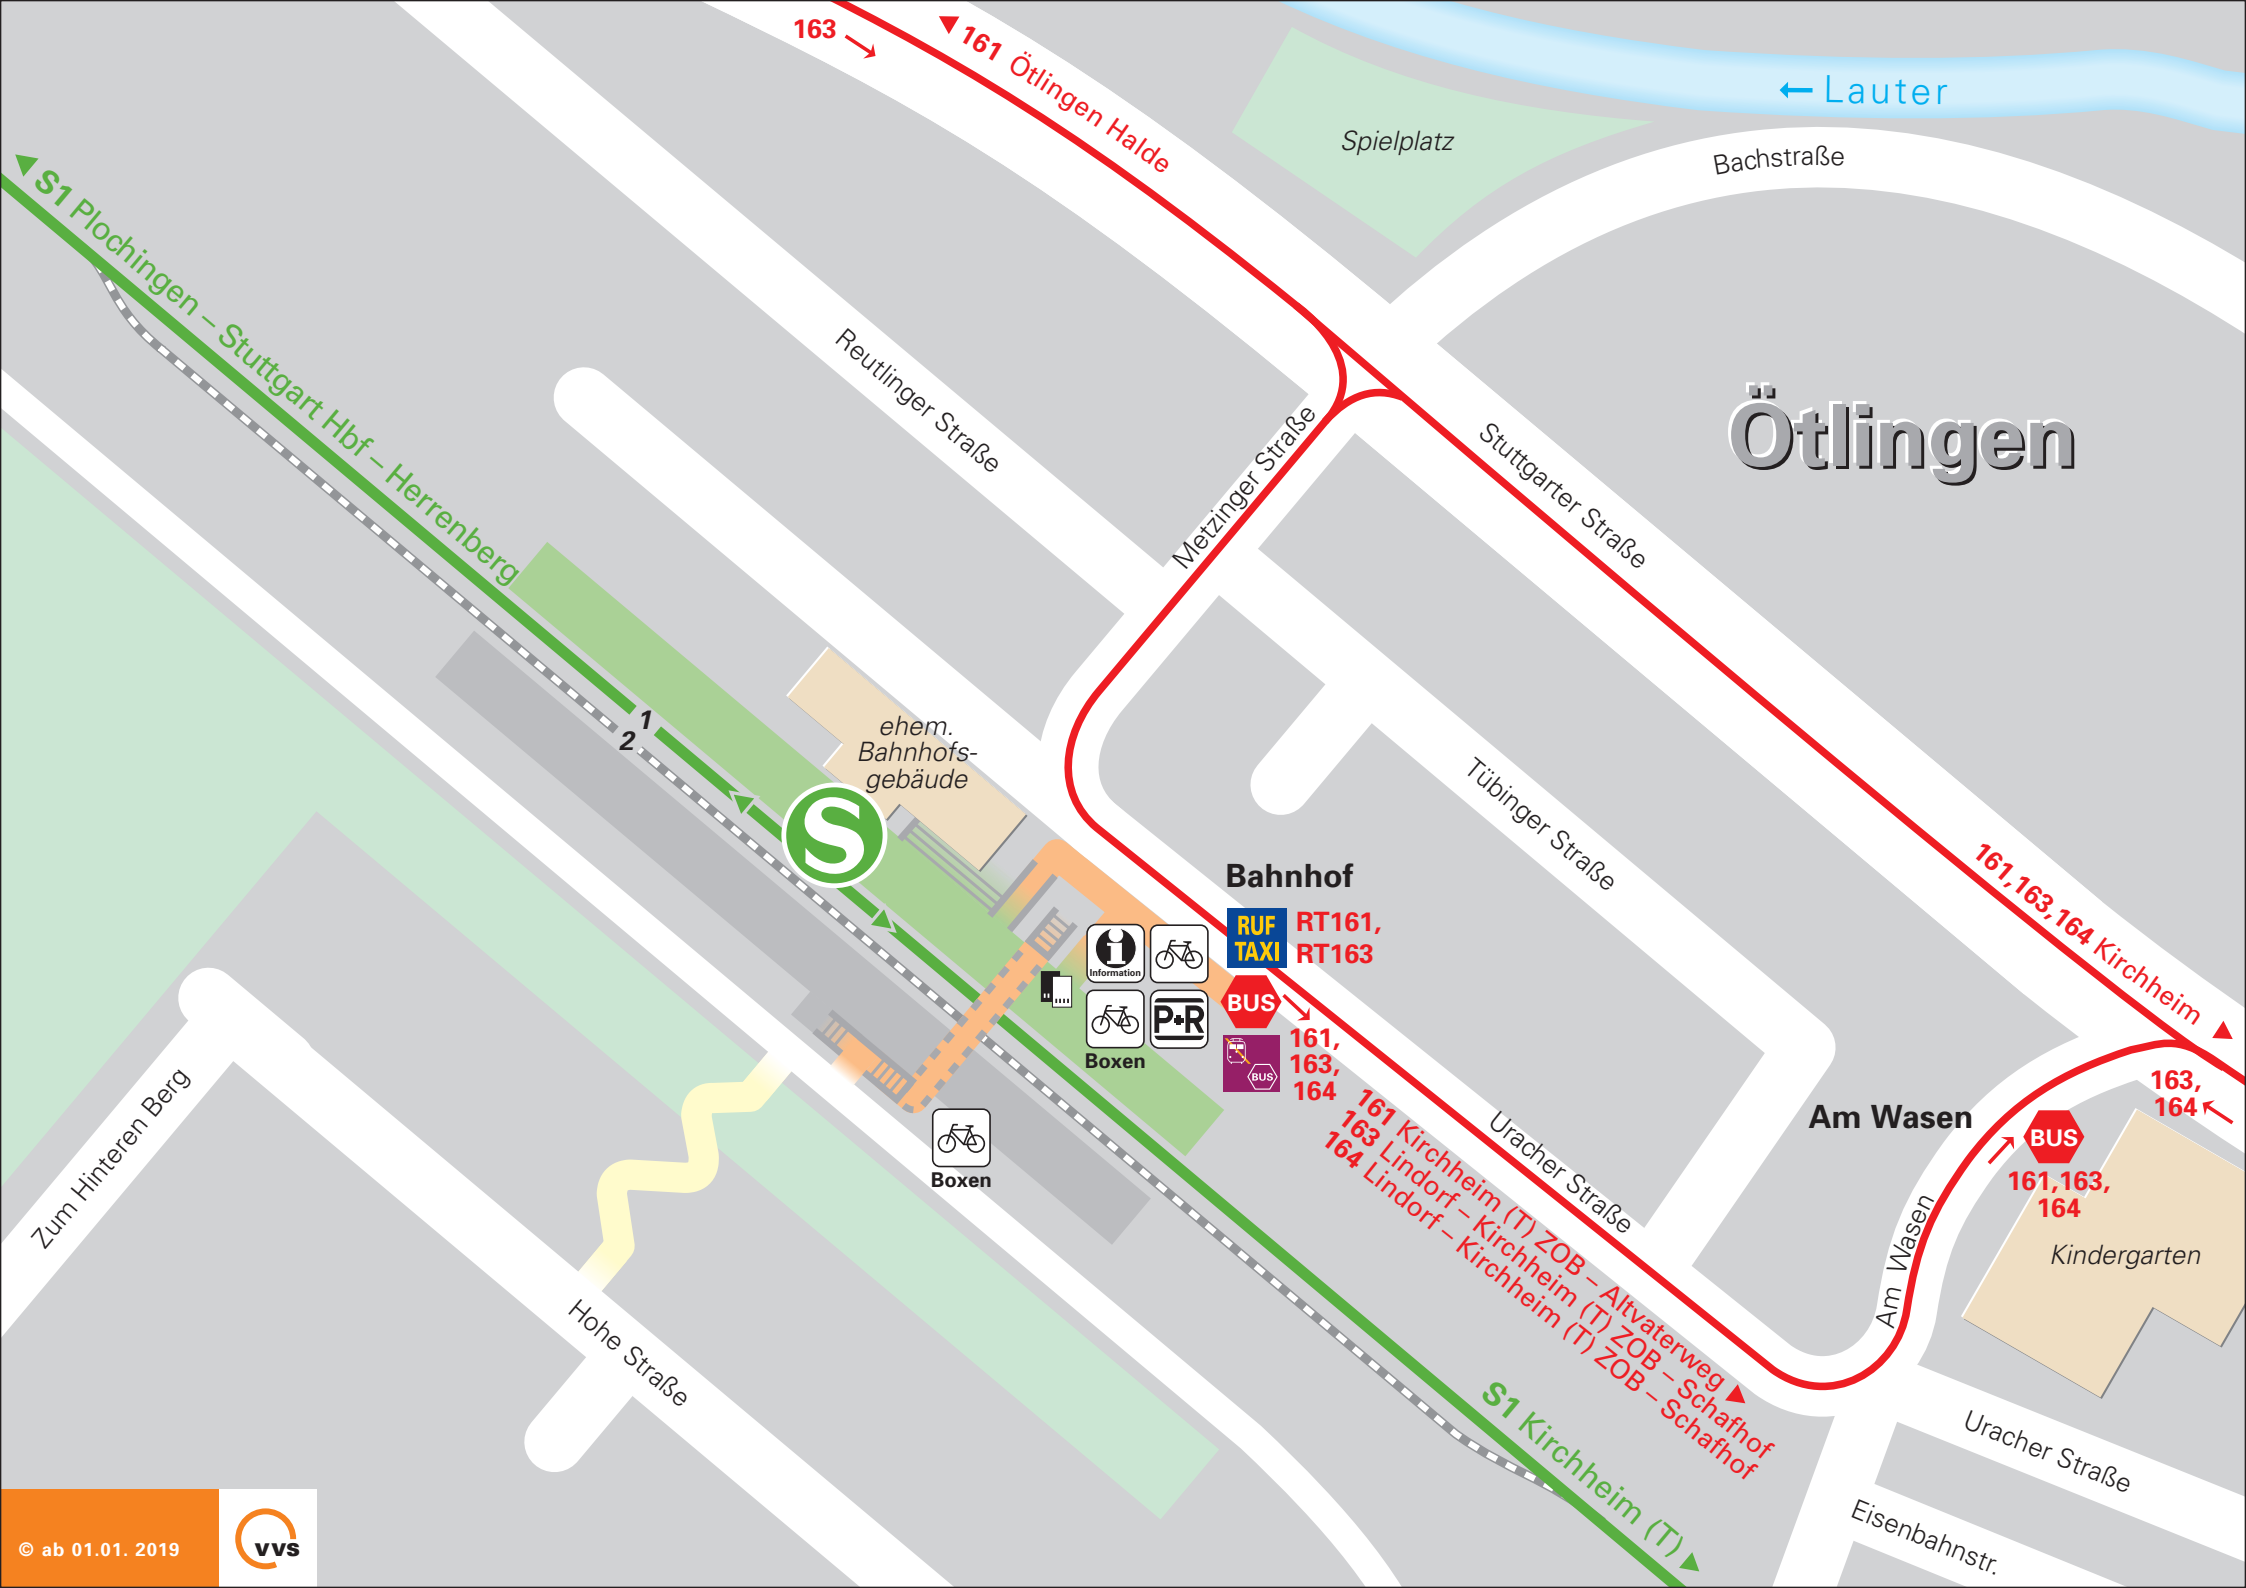 163
161 Ötlingen Halde
Lauter
Spielplatz
Bachstraße
S1 Plochingen – Stuttgart Hbf – Herrenberg
Reutlinger Straße
Metzinger Straße
Stuttgarter Straße
Ötlingen
1
2
ehem.
Bahnhofs-
gebäude
S
Tübinger Straße
Bahnhof
RUF
TAXI
RT161,
RT163
i
Information
P+R
Boxen
BUS
BUS
161,
163,
164
161,163,164 Kirchheim
163,
164
Am Wasen
BUS
161,163,
164
Kindergarten
Am Wasen
Boxen
Zum Hinteren Berg
Hohe Straße
161 Kirchheim (T) ZOB – Altvaterweg
163 Lindorf – Kirchheim (T) ZOB – Schafhof
164 Lindorf – Kirchheim (T) ZOB – Schafhof
Uracher Straße
S1 Kirchheim (T)
Uracher Straße
Eisenbahnstr.
© ab 01.01. 2019
vvs